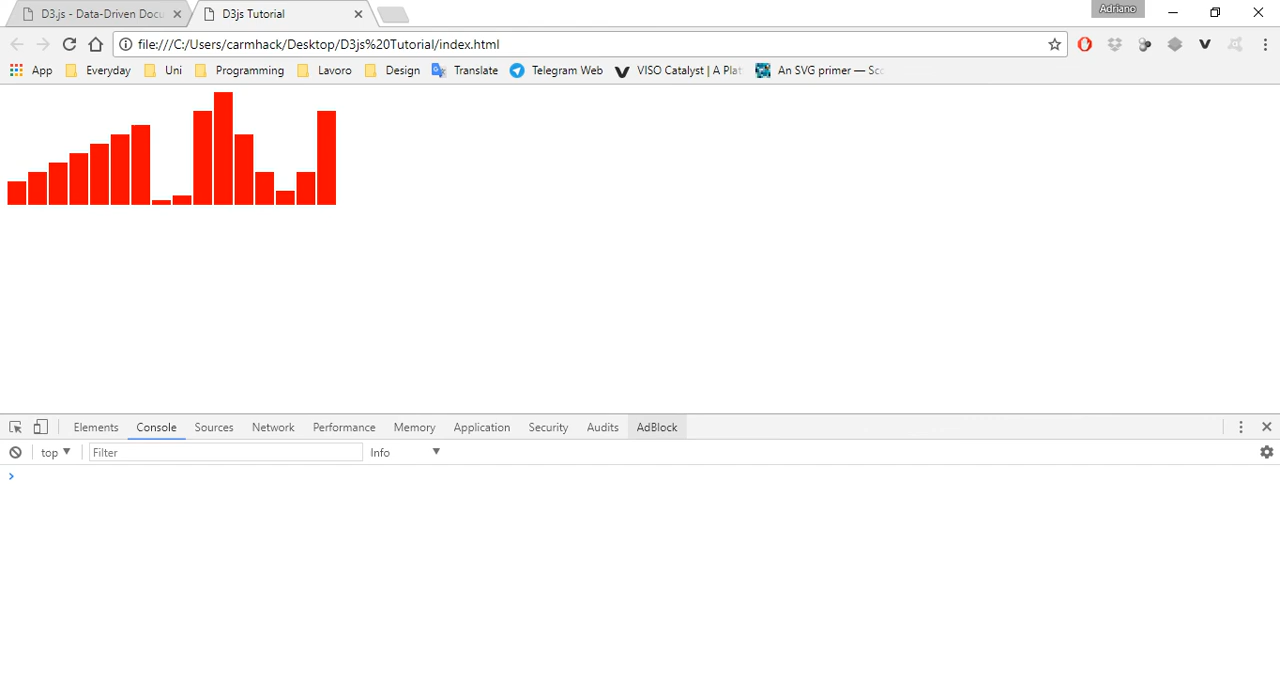 D3.js - Data-Driven Docu
D3js Tutorial
Adriano
file:///C:/Users/carmhack/Desktop/D3js%20Tutorial/index.html
App Everyday Uni Programming Lavoro Design Translate Telegram Web VISO Catalyst | A Plat An SVG primer — Sc
Elements Console Sources Network Performance Memory Application Security Audits AdBlock
top Filter Info